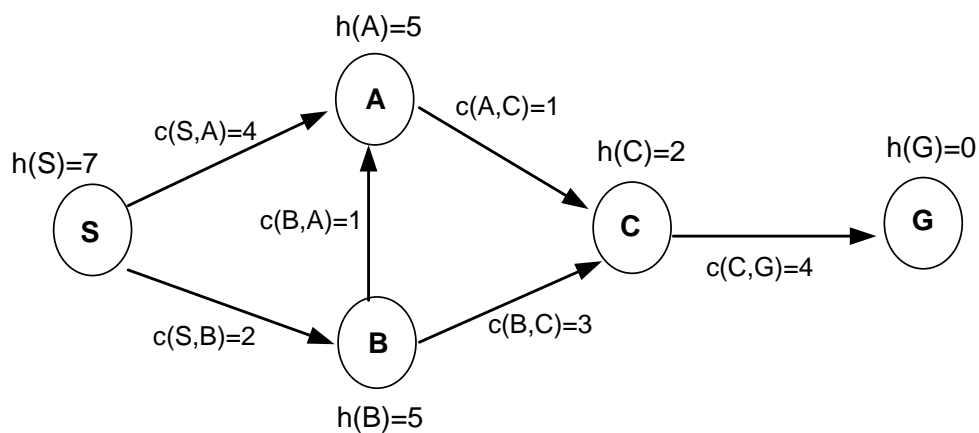 h(A)=5
A
c(S,A)=4
c(A,C)=1
h(S)=7
h(C)=2
h(G)=0
S
c(B,A)=1
C
G
c(C,G)=4
c(S,B)=2
B
c(B,C)=3
h(B)=5